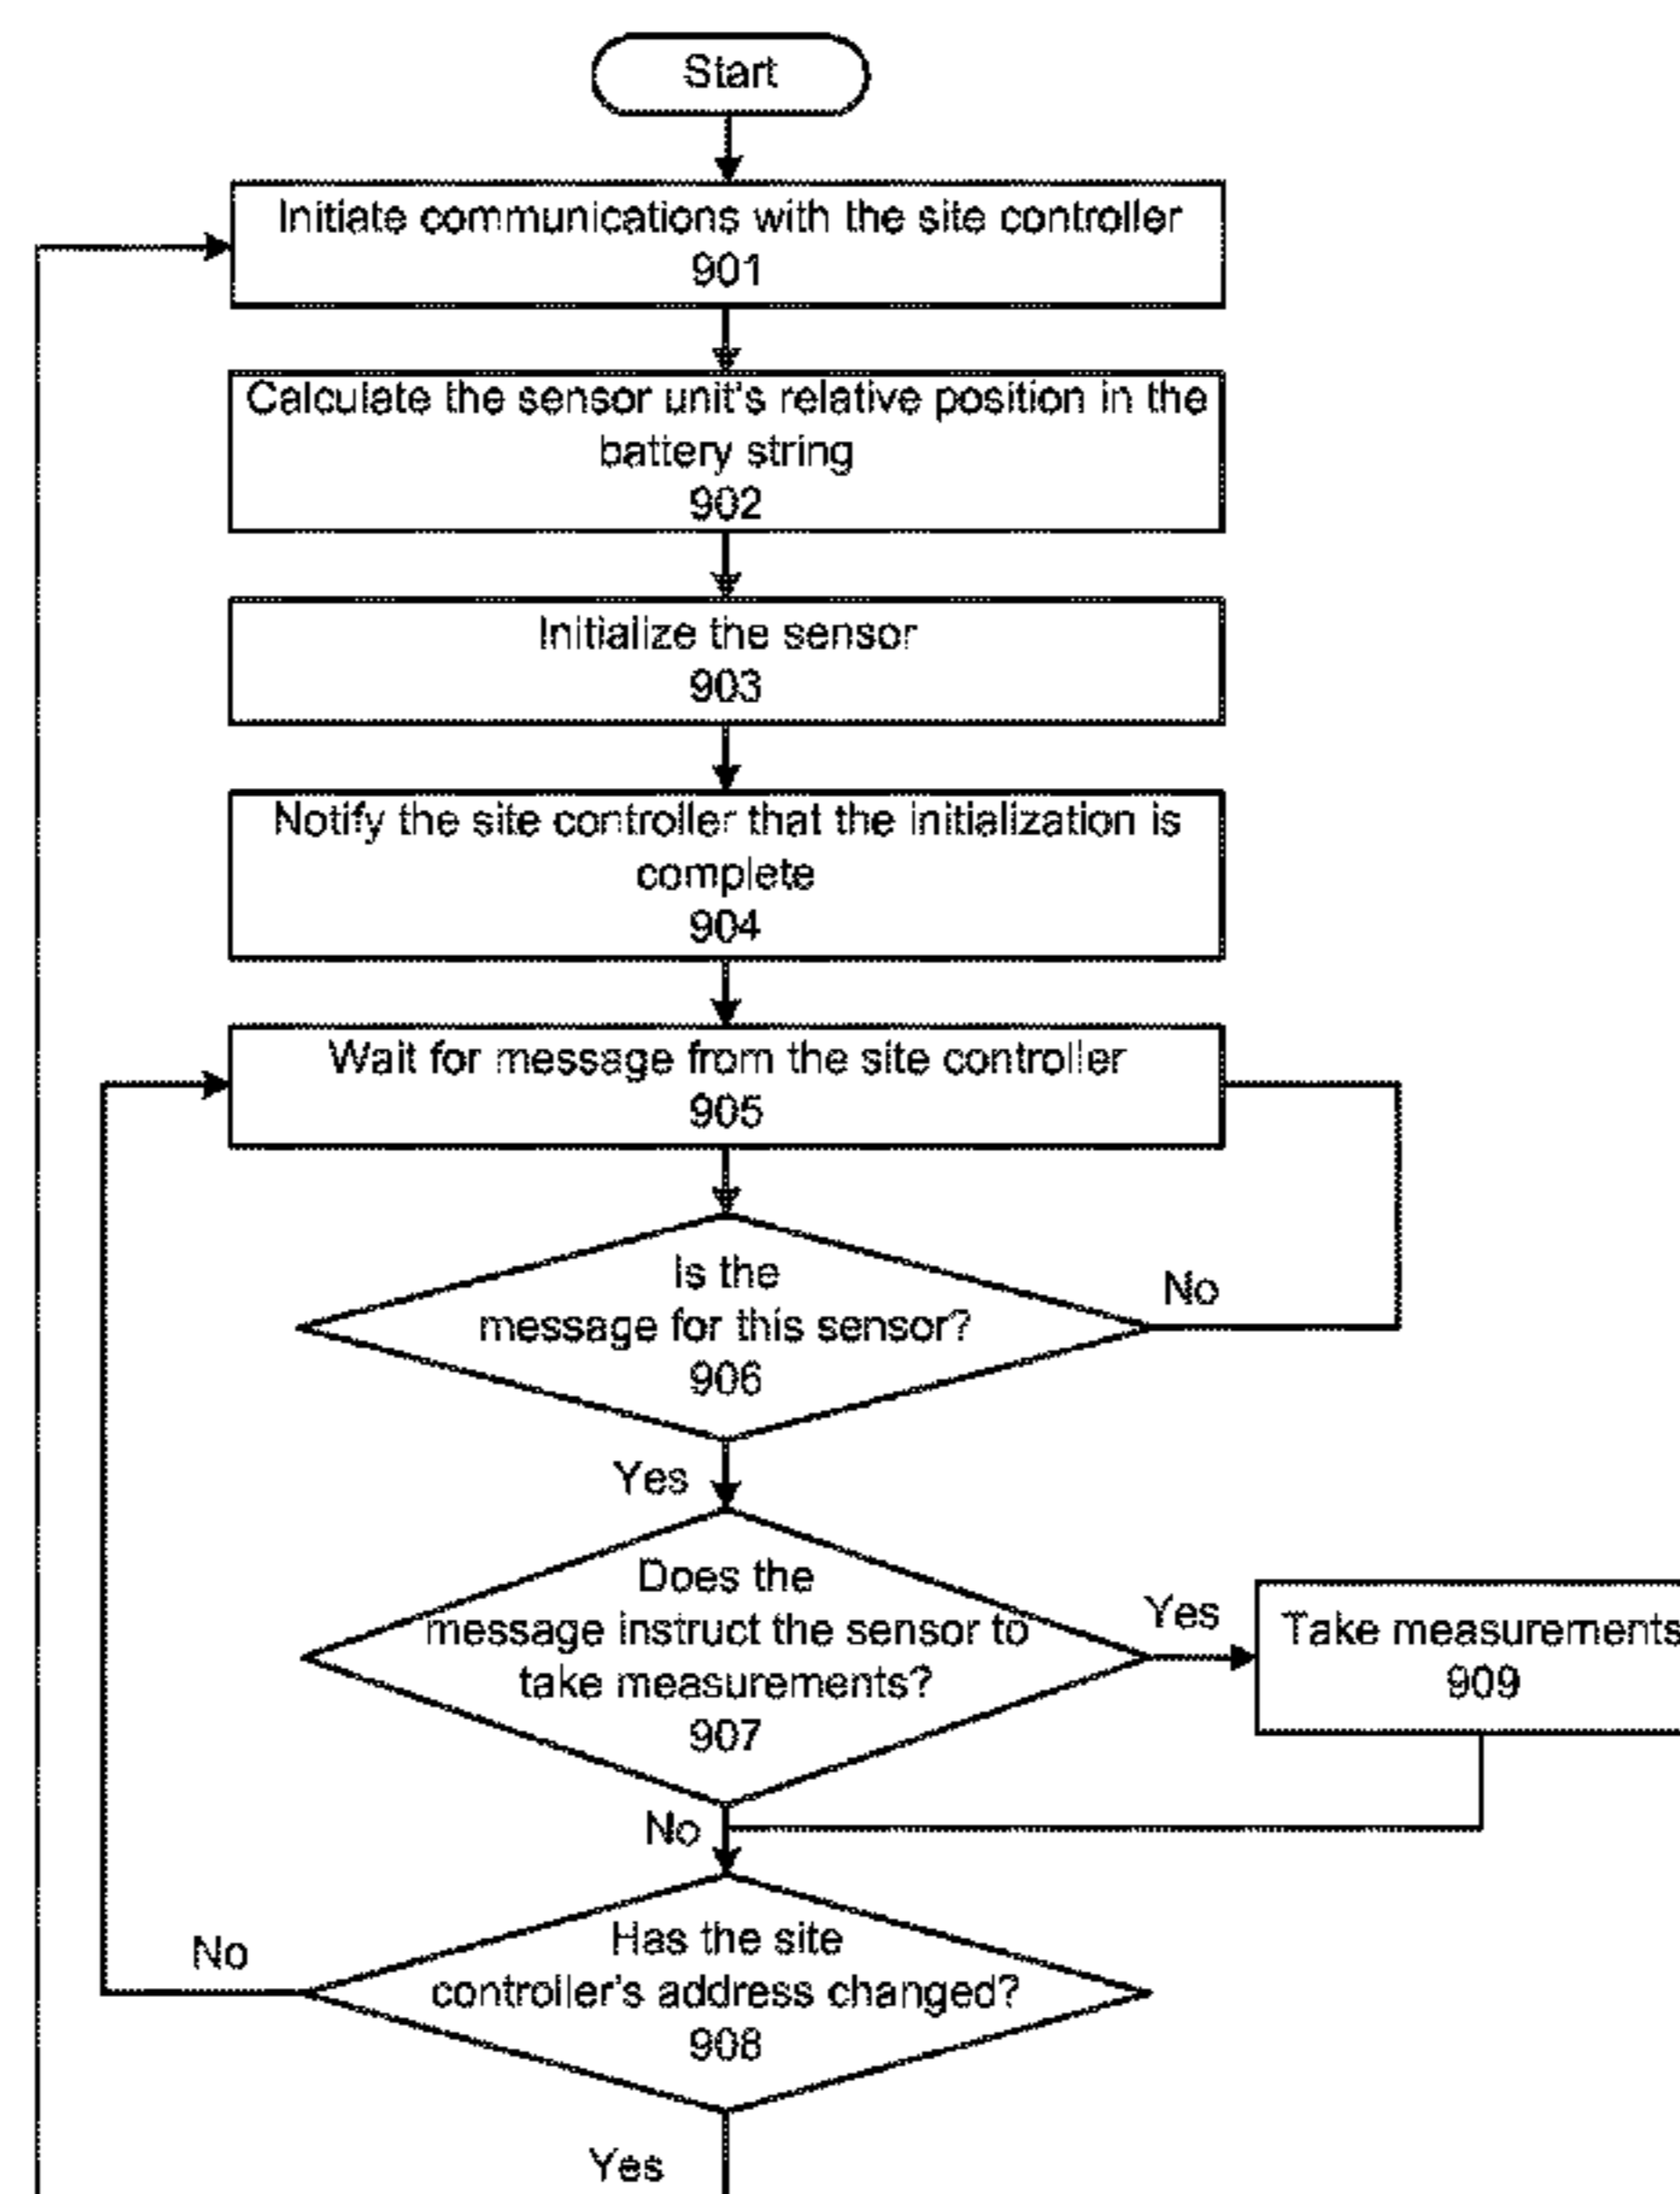 Start
Initiate communications with the site controller
901
Calculate the sensor unit's relative position in the
battery string
902
Initialize the sensor
903
Notify the site controller that the initialization is
complete
904
Wait for message from the site controller
905
Is the
message for this sensor?
906
No
Yes
Does the
message instruct the sensor to
take measurements?
907
Yes
Take measurements
909
No
Has the site
controller's address changed?
908
No
Yes